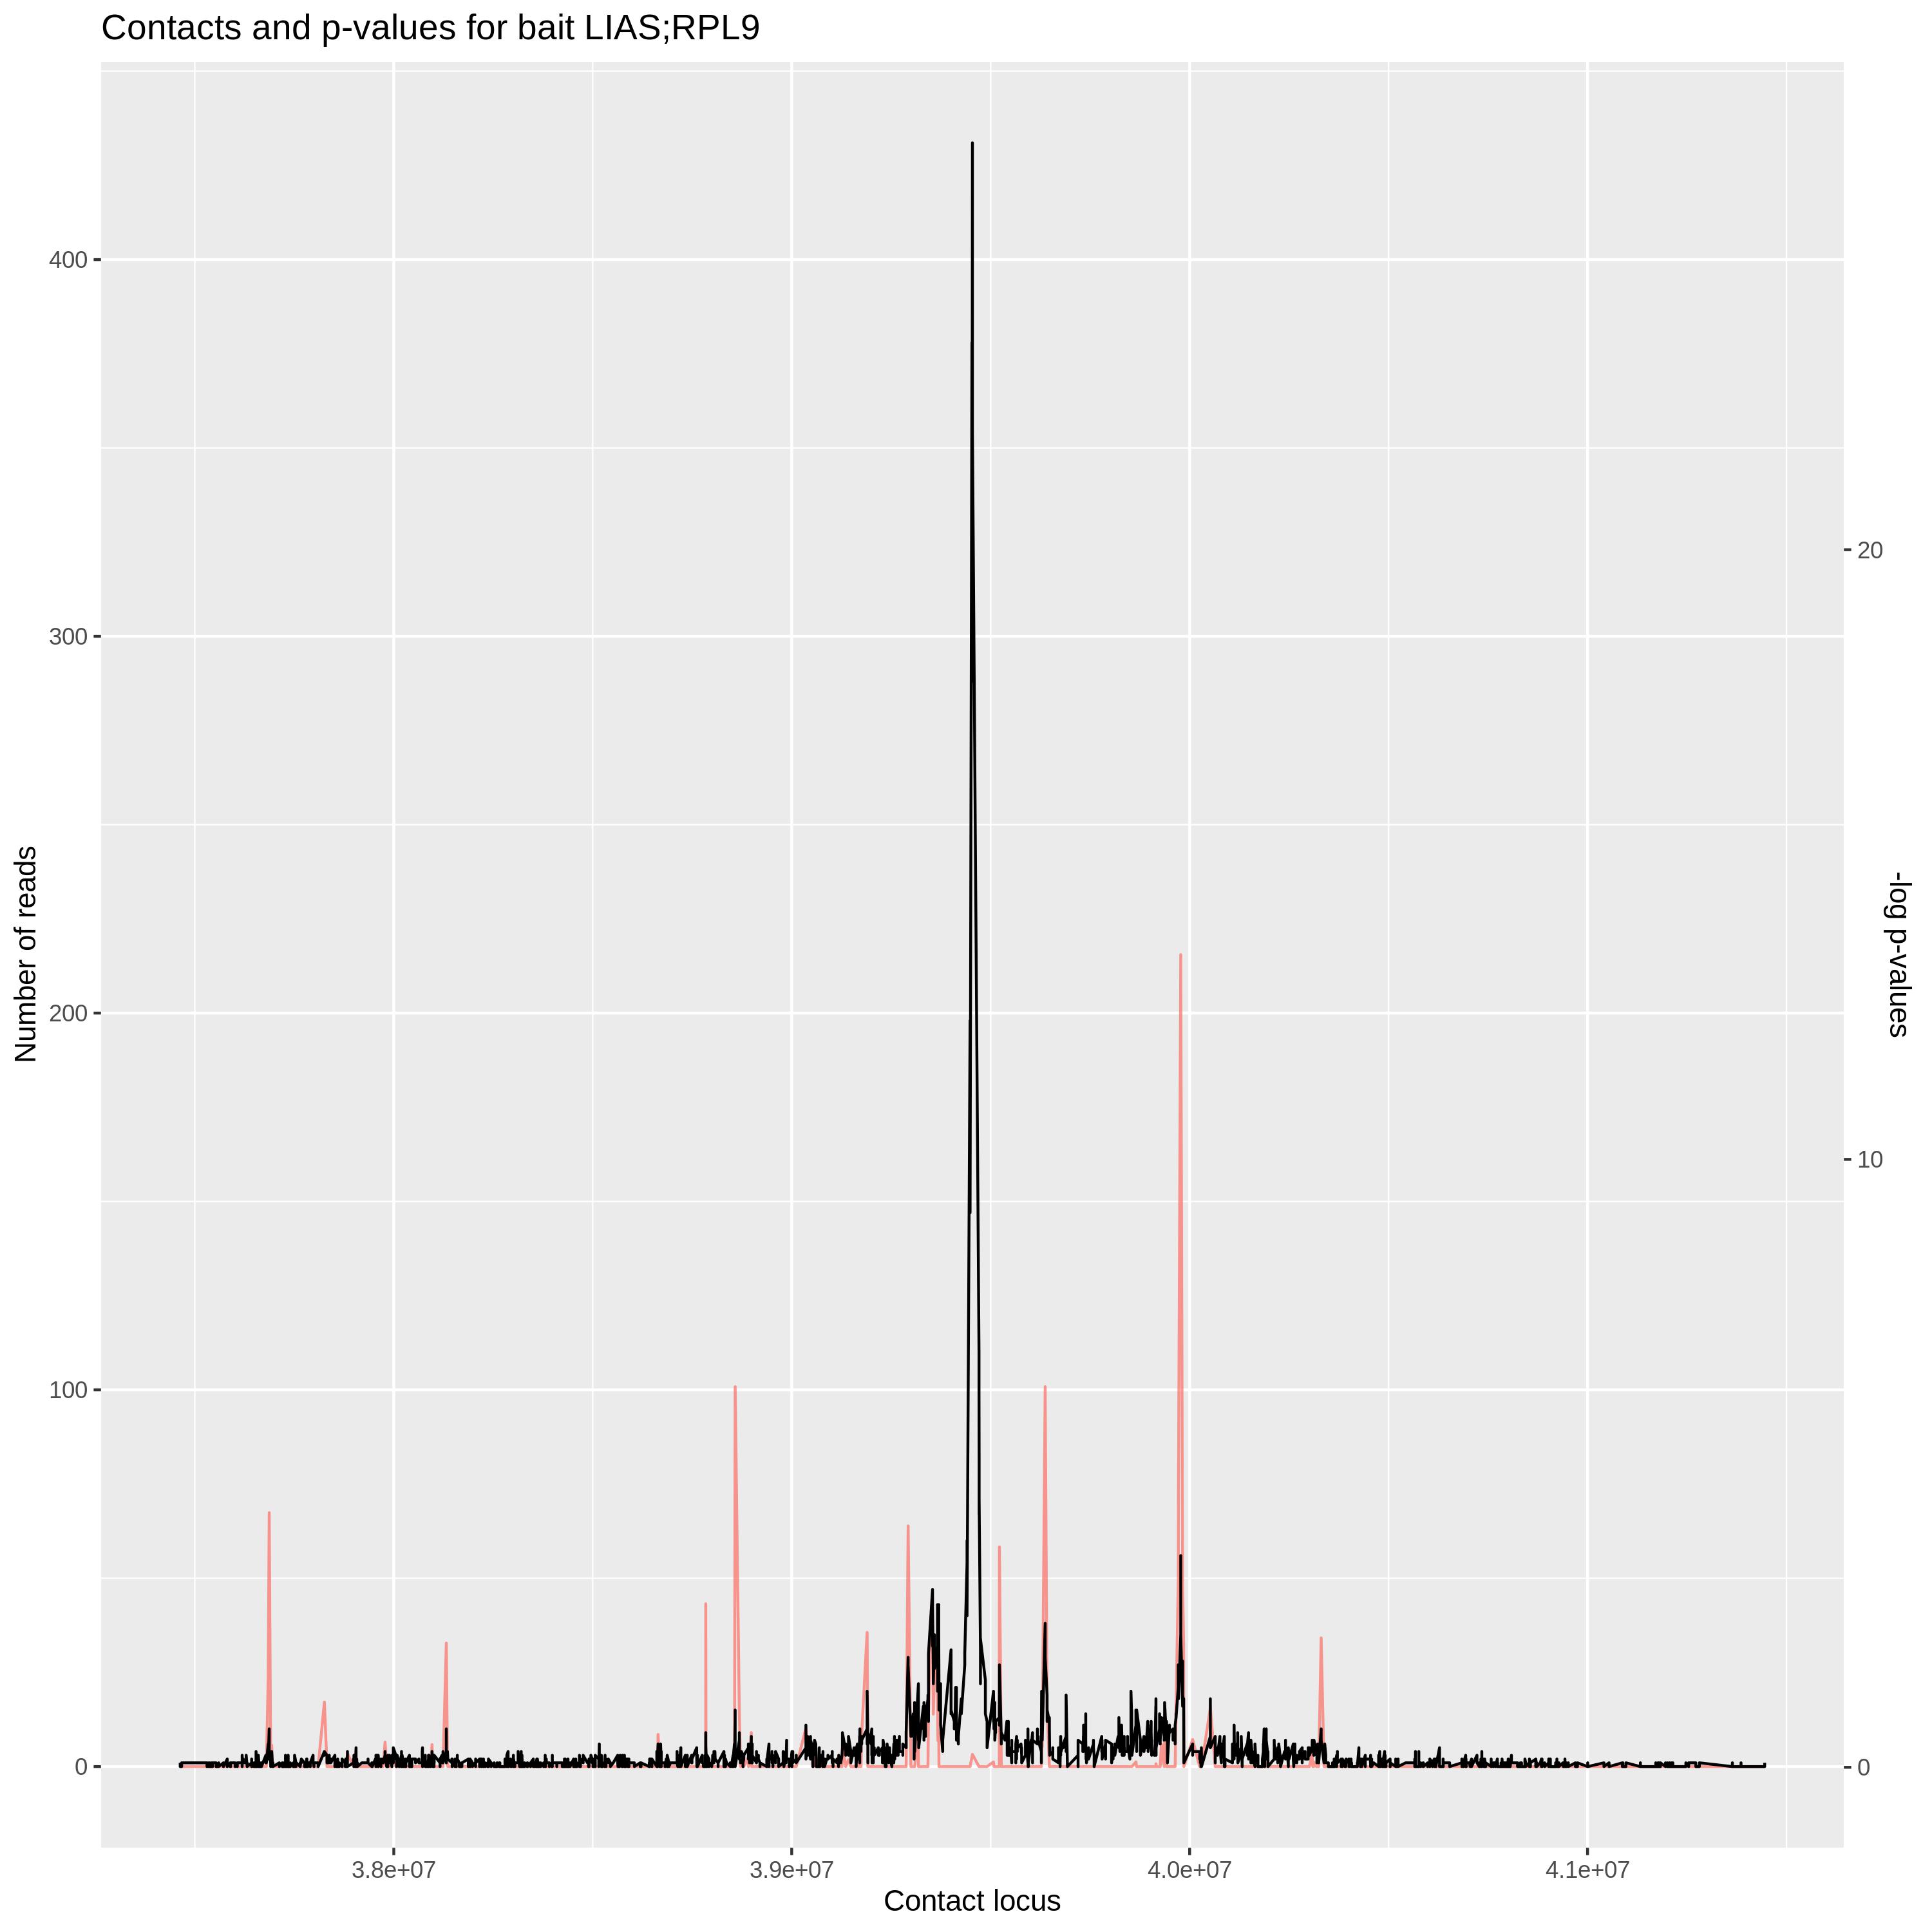 Contacts and p-values for bait LIAS;RPL9
400
300
200
100
0
Number of reads
20
10
0
-log p-values
3.8e+07
3.9e+07
4.0e+07
4.1e+07
Contact locus